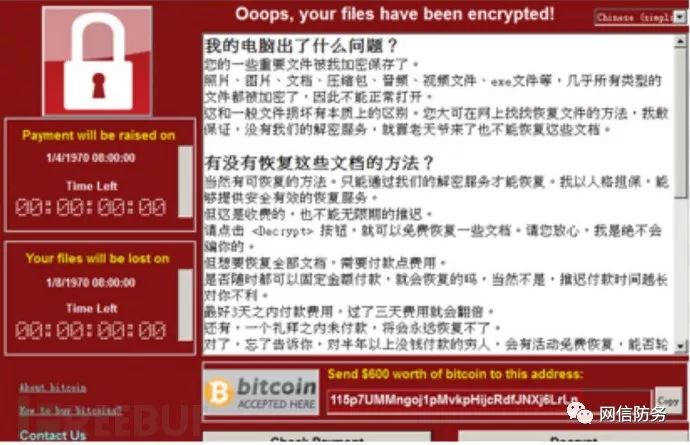 Ooops, your files have been encrypted!
Chinese (simpl
Payment will be raised on
1/4/1970 08:00:00
Time Left
00:00:00:00
Your files will be lost on
1/8/1970 08:00:00
Time Left
00:00:00:00
About bitcoin
How to buy bitcoins?
Contact Us
我的电脑出了什么问题？
您的一些重要文件被我加密保存了。
照片、图片、文档、压缩包、音频、视频文件、exe文件等，几乎所有类型的
文件都被加密了，因此不能正常打开。
这和一般文件损坏有本质上的区别。您大可在网上找找恢复文件的方法，我敢
保证，没有我们的解密服务，就算老天爷来了也不能恢复这些文档。
有没有恢复这些文档的方法？
当然有可恢复的方法。只能通过我们的解密服务才能恢复。我以人格担保，能
够提供安全有效的恢复服务。
但这是收费的，也不能无限期的推迟。
请点击 <Decrypt> 按钮，就可以免费恢复一些文档。请您放心，我是绝不会
骗你的。
但想要恢复全部文档，需要付款点费用。
是否随时都可以固定金额付款，就会恢复的吗，当然不是，推迟付款时间越长
对你不利。
最好3天之内付款费用，过了三天费用就会翻倍。
还有，一个礼拜之内未付款，将会永远恢复不了。
对了，忘了告诉你，对半年以上没钱付款的穷人，会有活动免费恢复，能否轮
bitcoin
ACCEPTED HERE
Send $600 worth of bitcoin to this address:
115p7UMMngoj1pMvkpHijcRdfJNXj6LrLn
Copy
网信防务
Check Payment
Decrypt